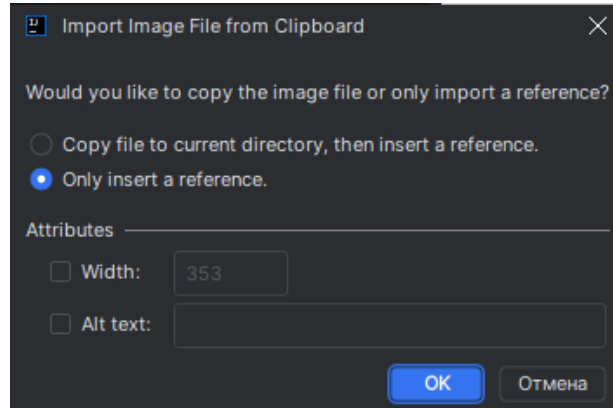 IJ
Import Image File from Clipboard
Would you like to copy the image file or only import a reference?
Copy file to current directory, then insert a reference.
Only insert a reference.
Attributes
Width: 353
Alt text:
OK Отмена